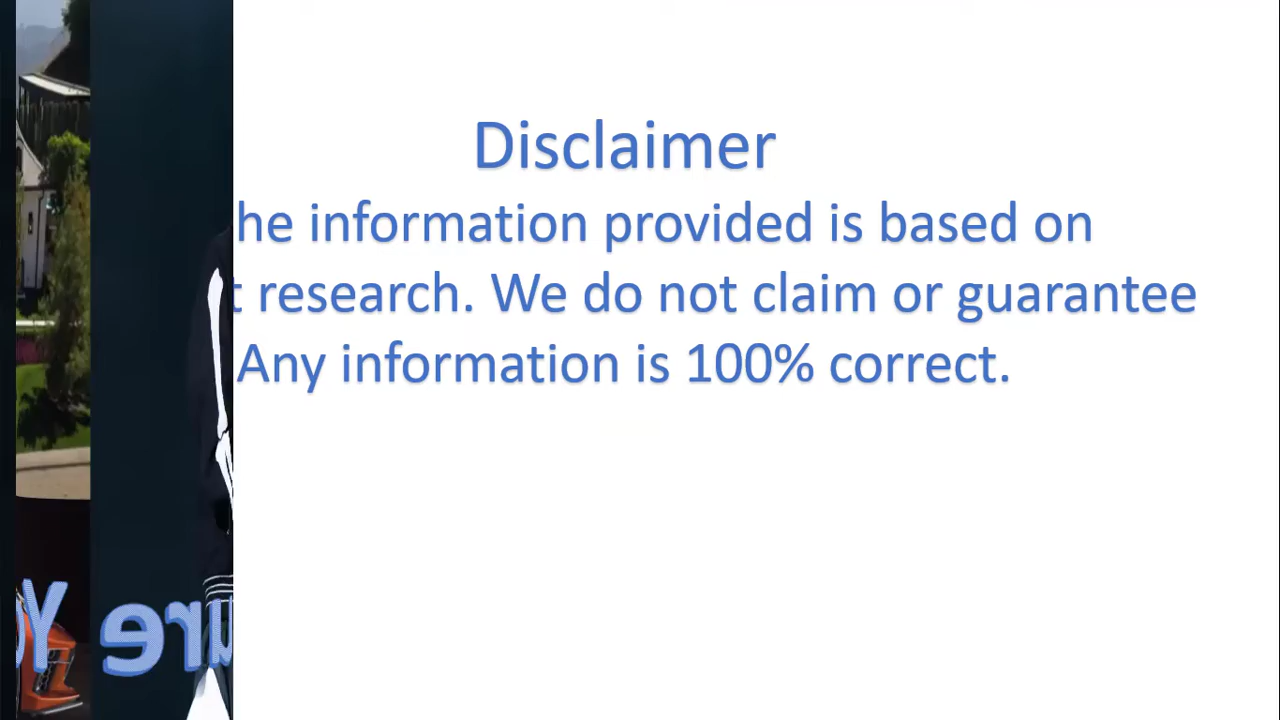 Disclaimer
he information provided is based on
t research. We do not claim or guarantee
Any information is 100% correct.